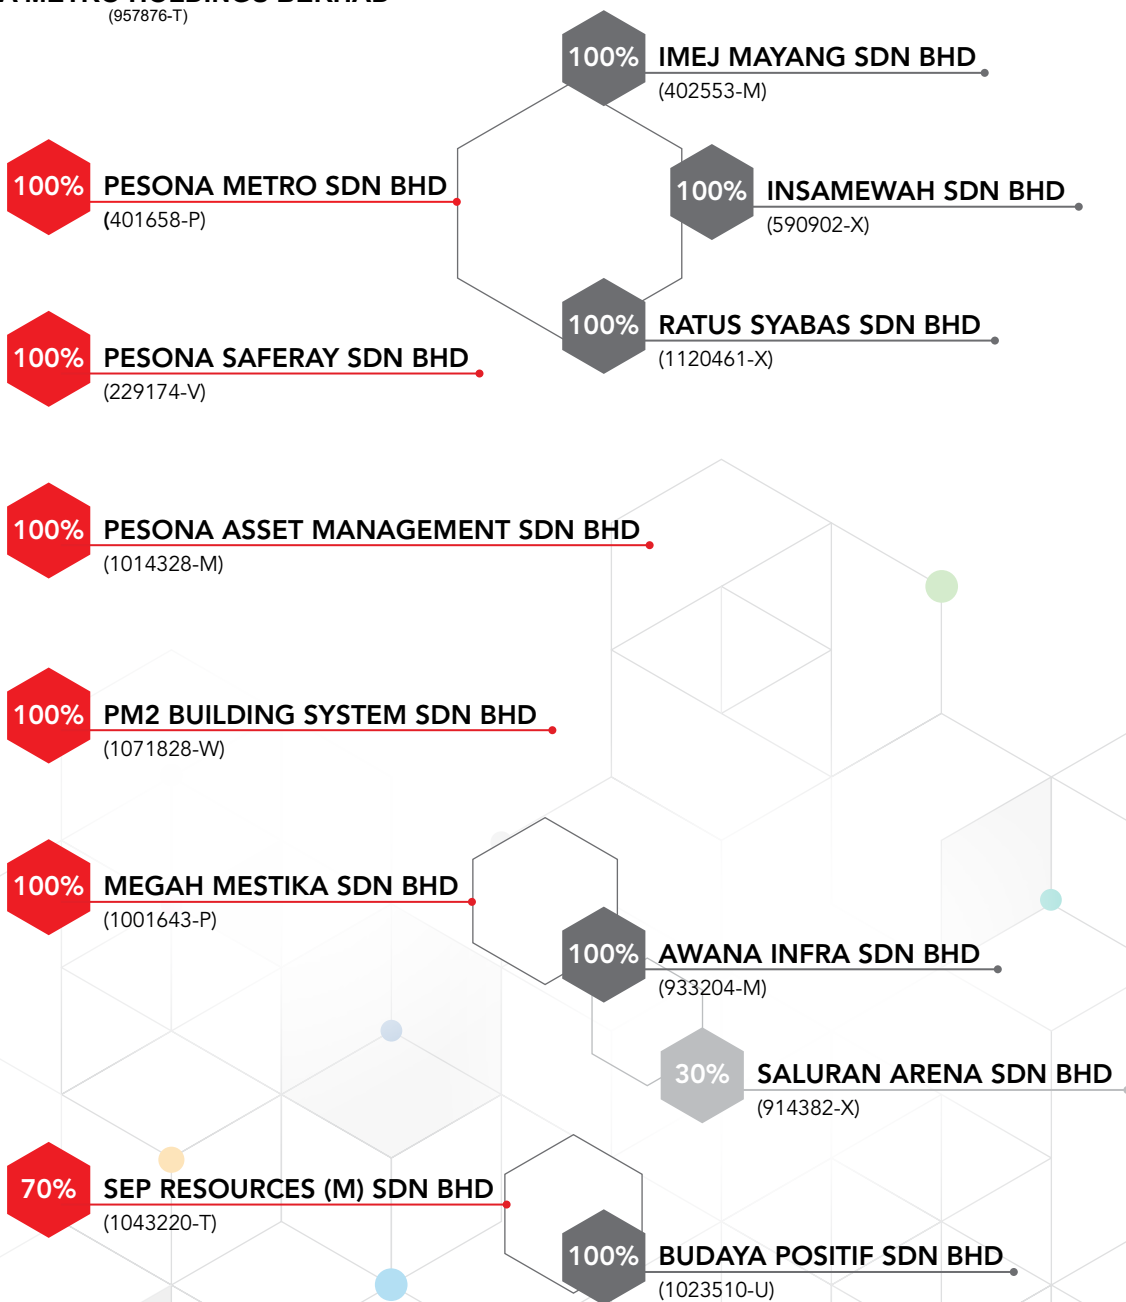 METRO HOLDINGS BERHAD
(957876-T)
100% IMEJ MAYANG SDN BHD
(402553-M)
100% PESONA METRO SDN BHD
(401658-P)
100% INSAMEWAH SDN BHD
(590902-X)
100% RATUS SYABAS SDN BHD
(1120461-X)
100% PESONA SAFERAY SDN BHD
(229174-V)
100% PESONA ASSET MANAGEMENT SDN BHD
(1014328-M)
100% PM2 BUILDING SYSTEM SDN BHD
(1071828-W)
100% MEGAH MESTIKA SDN BHD
(1001643-P)
100% AWANA INFRA SDN BHD
(933204-M)
30% SALURAN ARENA SDN BHD
(914382-X)
70% SEP RESOURCES (M) SDN BHD
(1043220-T)
100% BUDAYA POSITIF SDN BHD
(1023510-U)